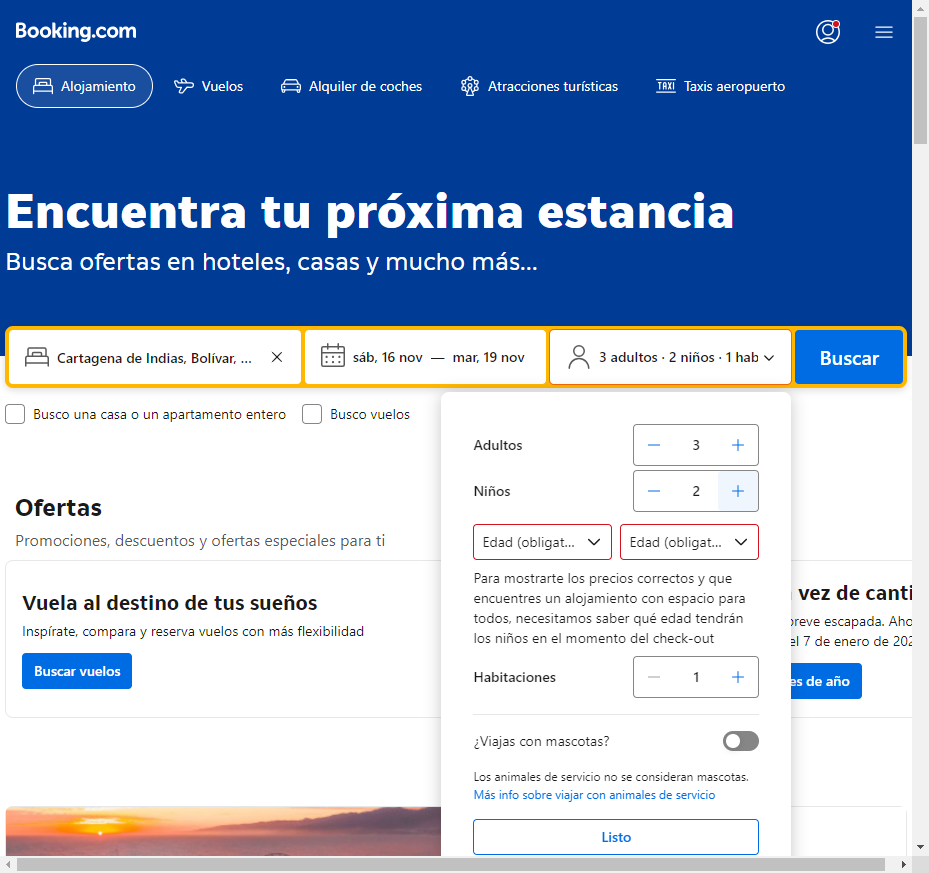 Booking.com
Alojamiento
Vuelos
Alquiler de coches
Atracciones turísticas
TAXI
Taxis aeropuerto
Encuentra tu próxima estancia
Busca ofertas en hoteles, casas y mucho más...
Cartagena de Indias, Bolívar, ...
sáb, 16 nov — mar, 19 nov
3 adultos · 2 niños · 1 hab
Buscar
Busco una casa o un apartamento entero
Busco vuelos
Adultos
3
Niños
2
Edad (obligat...
Edad (obligat...
Para mostrarte los precios correctos y que
encuentres un alojamiento con espacio para
todos, necesitamos saber qué edad tendrán
los niños en el momento del check-out
Habitaciones
1
¿Viajas con mascotas?
Los animales de servicio no se consideran mascotas.
Más info sobre viajar con animales de servicio
Listo
Ofertas
Promociones, descuentos y ofertas especiales para ti
Vuela al destino de tus sueños
Inspírate, compara y reserva vuelos con más flexibilidad
Buscar vuelos
vez de canti
breve escapada. Aho
el 7 de enero de 202
es de año